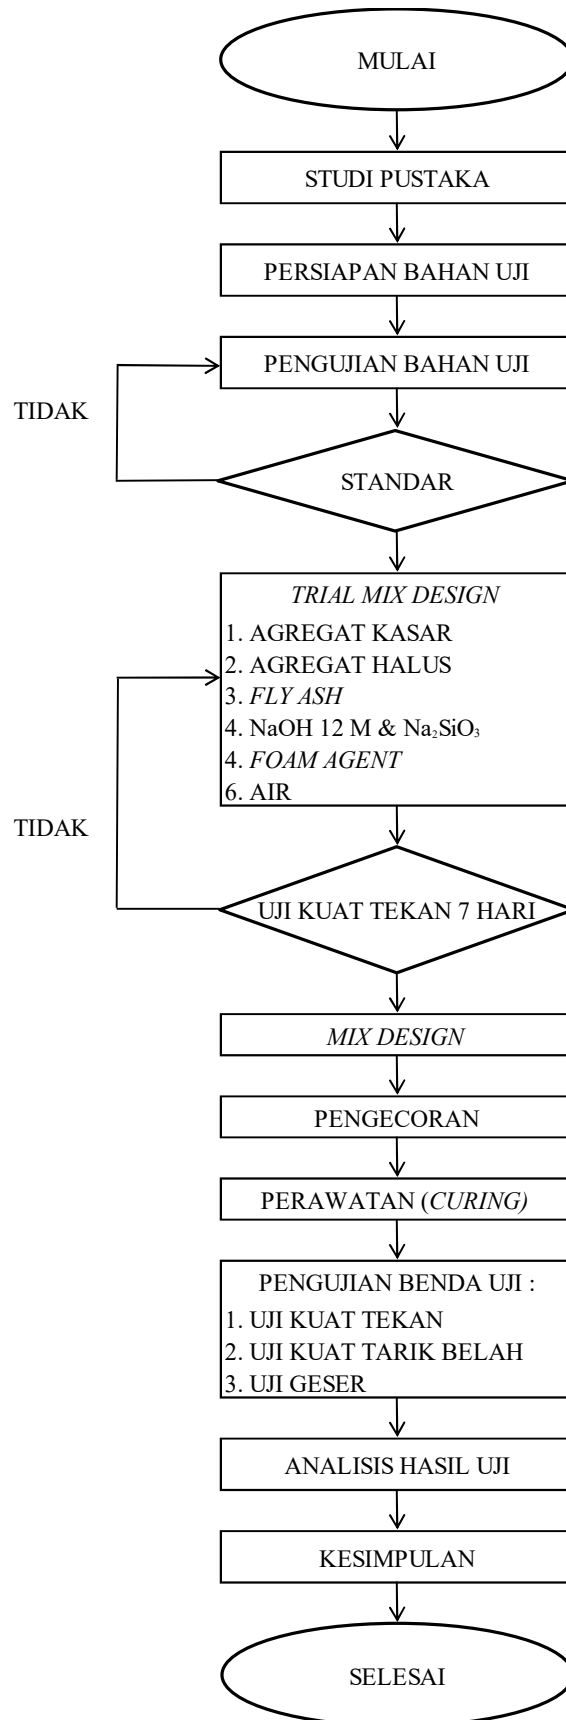 MULAI
STUDI PUSTAKA
PERSIAPAN BAHAN UJI
PENGUJIAN BAHAN UJI
TIDAK
STANDAR
TRIAL MIX DESIGN
1. AGREGAT KASAR
2. AGREGAT HALUS
3. FLY ASH
4. NaOH 12 M & Na₂SiO₃
4. FOAM AGENT
6. AIR
TIDAK
UJI KUAT TEKAN 7 HARI
MIX DESIGN
PENGECORAN
PERAWATAN (CURING)
PENGUJIAN BENDA UJI :
1. UJI KUAT TEKAN
2. UJI KUAT TARIK BELAH
3. UJI GESER
ANALISIS HASIL UJI
KESIMPULAN
SELESAI